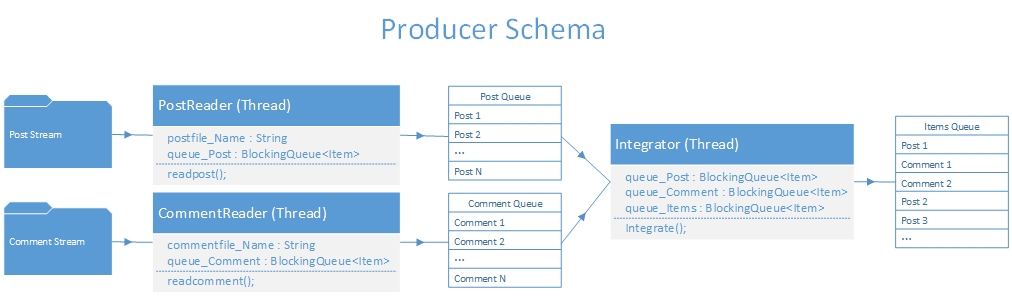 Producer Schema
Post Stream
PostReader (Thread)
postfile_Name : String
queue_Post : BlockingQueue<Item>
readpost();
Post Queue
Post 1
Post 2
...
Post N
Comment Stream
CommentReader (Thread)
commentfile_Name : String
queue_Comment : BlockingQueue<Item>
readcomment();
Comment Queue
Comment 1
Comment 2
...
Comment N
Integrator (Thread)
queue_Post : BlockingQueue<Item>
queue_Comment : BlockingQueue<Item>
queue_Items : BlockingQueue<Item>
Integrate();
Items Queue
Post 1
Comment 1
Comment 2
Post 2
Post 3
...